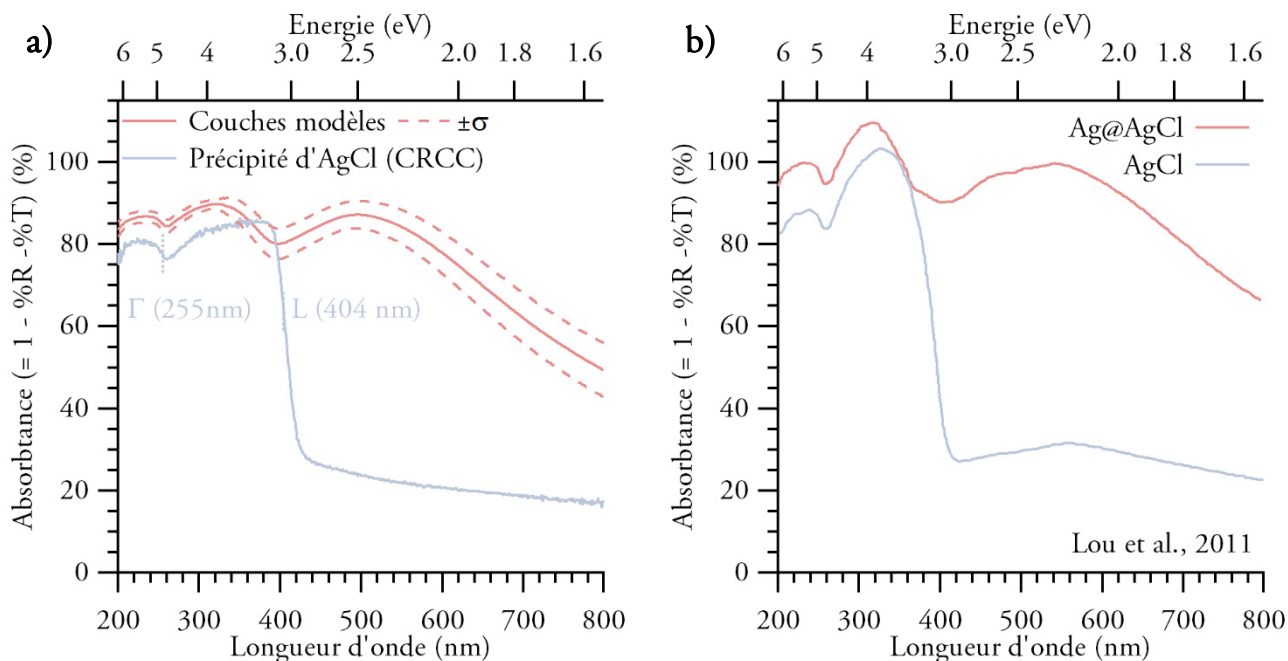 a)
Energie (eV)
6 5 4 3.0 2.5 2.0 1.8 1.6
Couches modèles ±σ
Précipité d'AgCl (CRCC)
Γ (255nm) L (404 nm)
Absorbtance (= 1 - %R -%T) (%)
100
80
60
40
20
0
200 300 400 500 600 700 800
Longueur d'onde (nm)
b)
Energie (eV)
6 5 4 3.0 2.5 2.0 1.8 1.6
Ag@AgCl
AgCl
Absorbtance (= 1 - %R -%T) (%)
100
80
60
40
20
0
Lou et al., 2011
200 300 400 500 600 700 800
Longueur d'onde (nm)